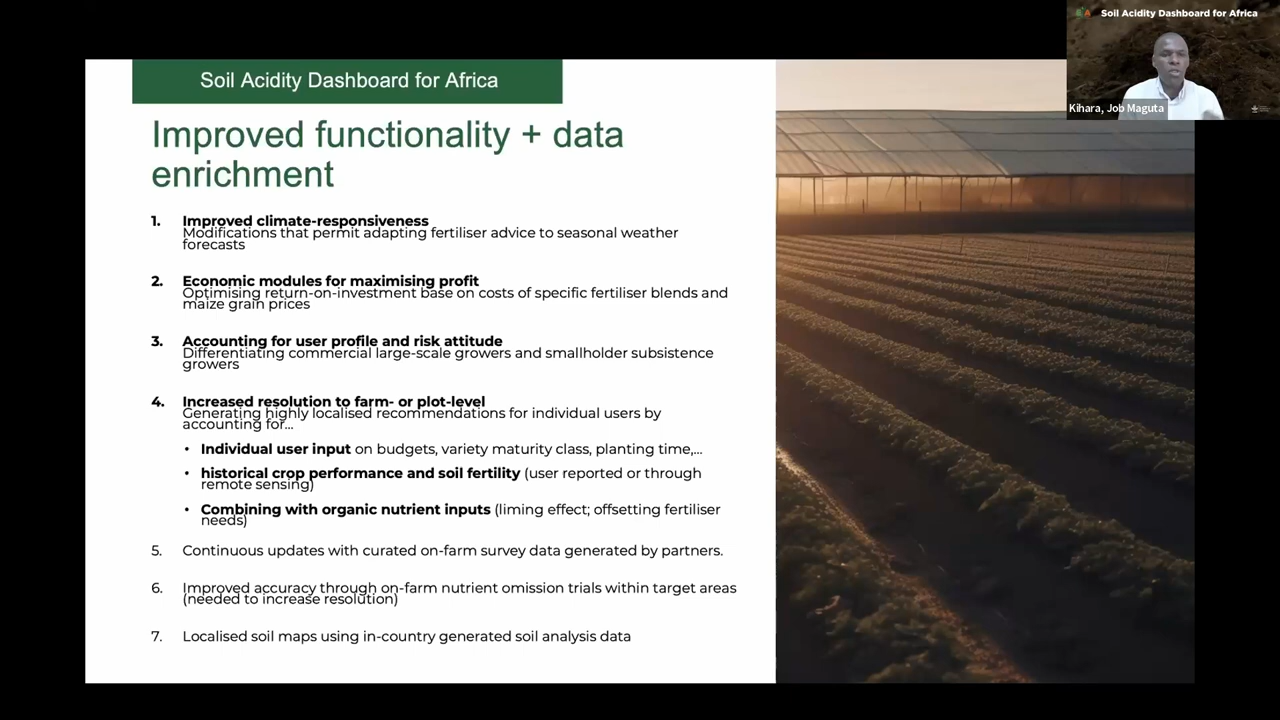 Soil Acidity Dashboard for Africa
Kihara, Job Maguta
Soil Acidity Dashboard for Africa
Improved functionality + data
enrichment
1. Improved climate-responsiveness
Modifications that permit adapting fertiliser advice to seasonal weather
forecasts
2. Economic modules for maximising profit
Optimising return-on-investment base on costs of specific fertiliser blends and
maize grain prices
3. Accounting for user profile and risk attitude
Differentiating commercial large-scale growers and smallholder subsistence
growers
4. Increased resolution to farm- or plot-level
Generating highly localised recommendations for individual users by
accounting for...
• Individual user input on budgets, variety maturity class, planting time,...
• historical crop performance and soil fertility (user reported or through
remote sensing)
• Combining with organic nutrient inputs (liming effect; offsetting fertiliser
needs)
5. Continuous updates with curated on-farm survey data generated by partners.
6. Improved accuracy through on-farm nutrient omission trials within target areas
(needed to increase resolution)
7. Localised soil maps using in-country generated soil analysis data